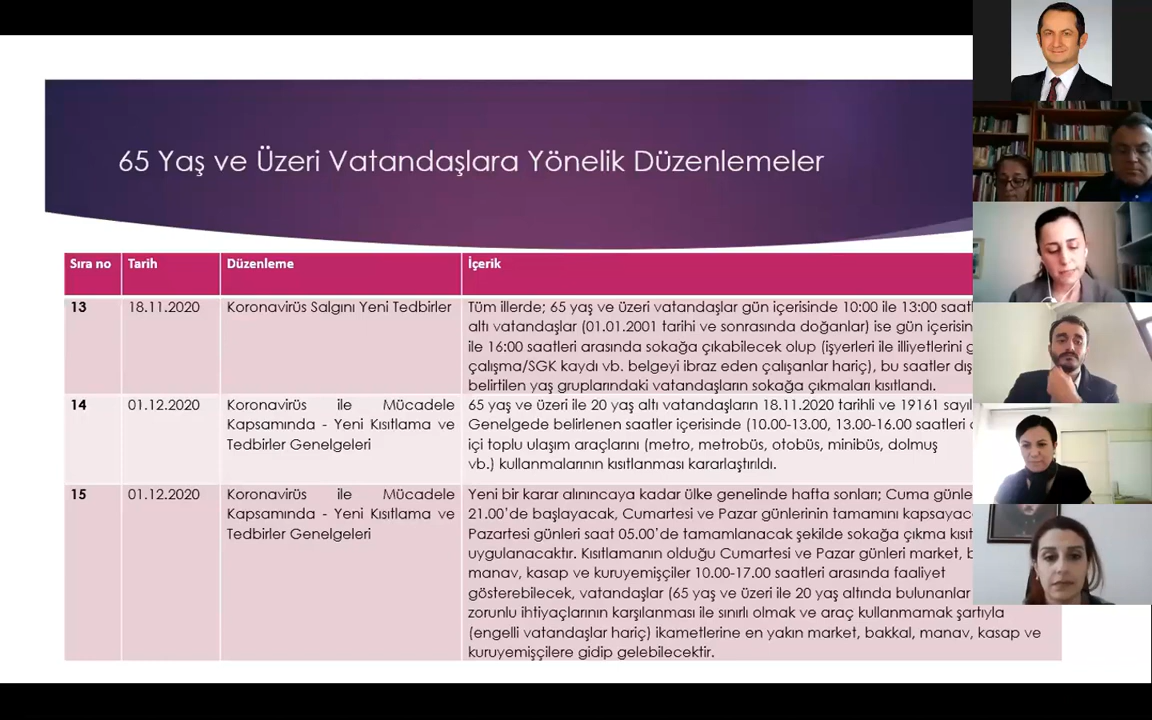 65 Yaş ve Üzeri Vatandaşlara Yönelik Düzenlemeler
Sıra no Tarih Düzenleme İçerik
13 18.11.2020 Koronavirüs Salgını Yeni Tedbirler
Tüm illerde; 65 yaş ve üzeri vatandaşlar gün içerisinde 10:00 ile 13:00
altı vatandaşlar (01.01.2001 tarihi ve sonrasında doğanlar) ise gün
ile 16:00 saatleri arasında sokağa çıkabilecek olup (işyerleri ile illiyetlerini
çalışma/SGK kaydı vb. belgeyi ibraz eden çalışanlar hariç), bu saatler
belirtilen yaş gruplarındaki vatandaşların sokağa çıkmaları kısıtlandı.
14 01.12.2020 Koronavirüs ile Mücadele
Kapsamında - Yeni Kısıtlama ve
Tedbirler Genelgeleri
65 yaş ve üzeri ile 20 yaş altı vatandaşların 18.11.2020 tarihli ve 19161
Genelgede belirlenen saatler içerisinde (10.00-13.00, 13.00-16.00 saatleri
içi toplu ulaşım araçlarını (metro, metrobüs, otobüs, minibüs, dolmuş
vb.) kullanmalarının kısıtlanması kararlaştırıldı.
15 01.12.2020 Koronavirüs ile Mücadele
Kapsamında - Yeni Kısıtlama ve
Tedbirler Genelgeleri
Yeni bir karar alınıncaya kadar ülke genelinde hafta sonları; Cuma
21.00'de başlayacak, Cumartesi ve Pazar günlerinin tamamını
Pazartesi günleri saat 05.00'de tamamlanacak şekilde sokağa çıkma
uygulanacaktır. Kısıtlamanın olduğu Cumartesi ve Pazar günleri market,
manav, kasap ve kuruyemişçiler 10.00-17.00 saatleri arasında faaliyet
gösterebilecek, vatandaşlar (65 yaş ve üzeri ile 20 yaş altında bulunanlar
zorunlu ihtiyaçlarının karşılanması ile sınırlı olmak ve araç kullanmamak şartıyla
(engelli vatandaşlar hariç) ikametlerine en yakın market, bakkal, manav, kasap ve
kuruyemişçilere gidip gelebilecektir.